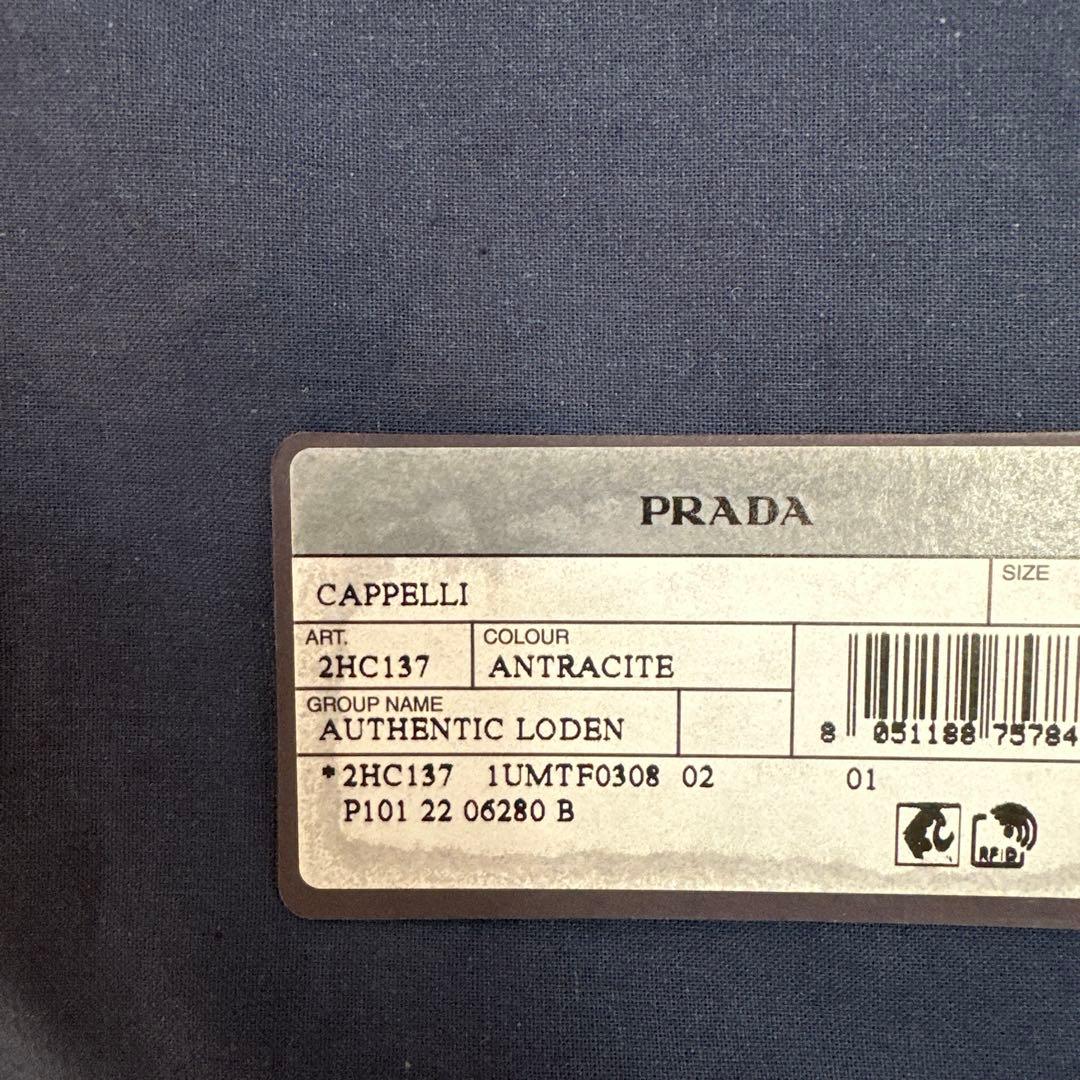 PRADA
CAPPELLI
SIZE
ART.
COLOUR
2HC137
ANTRACITE
GROUP NAME
AUTHENTIC LODEN
8 051188 75784
*2HC137 1UMTF0308 02 01
P101 22 06280 B
RFID